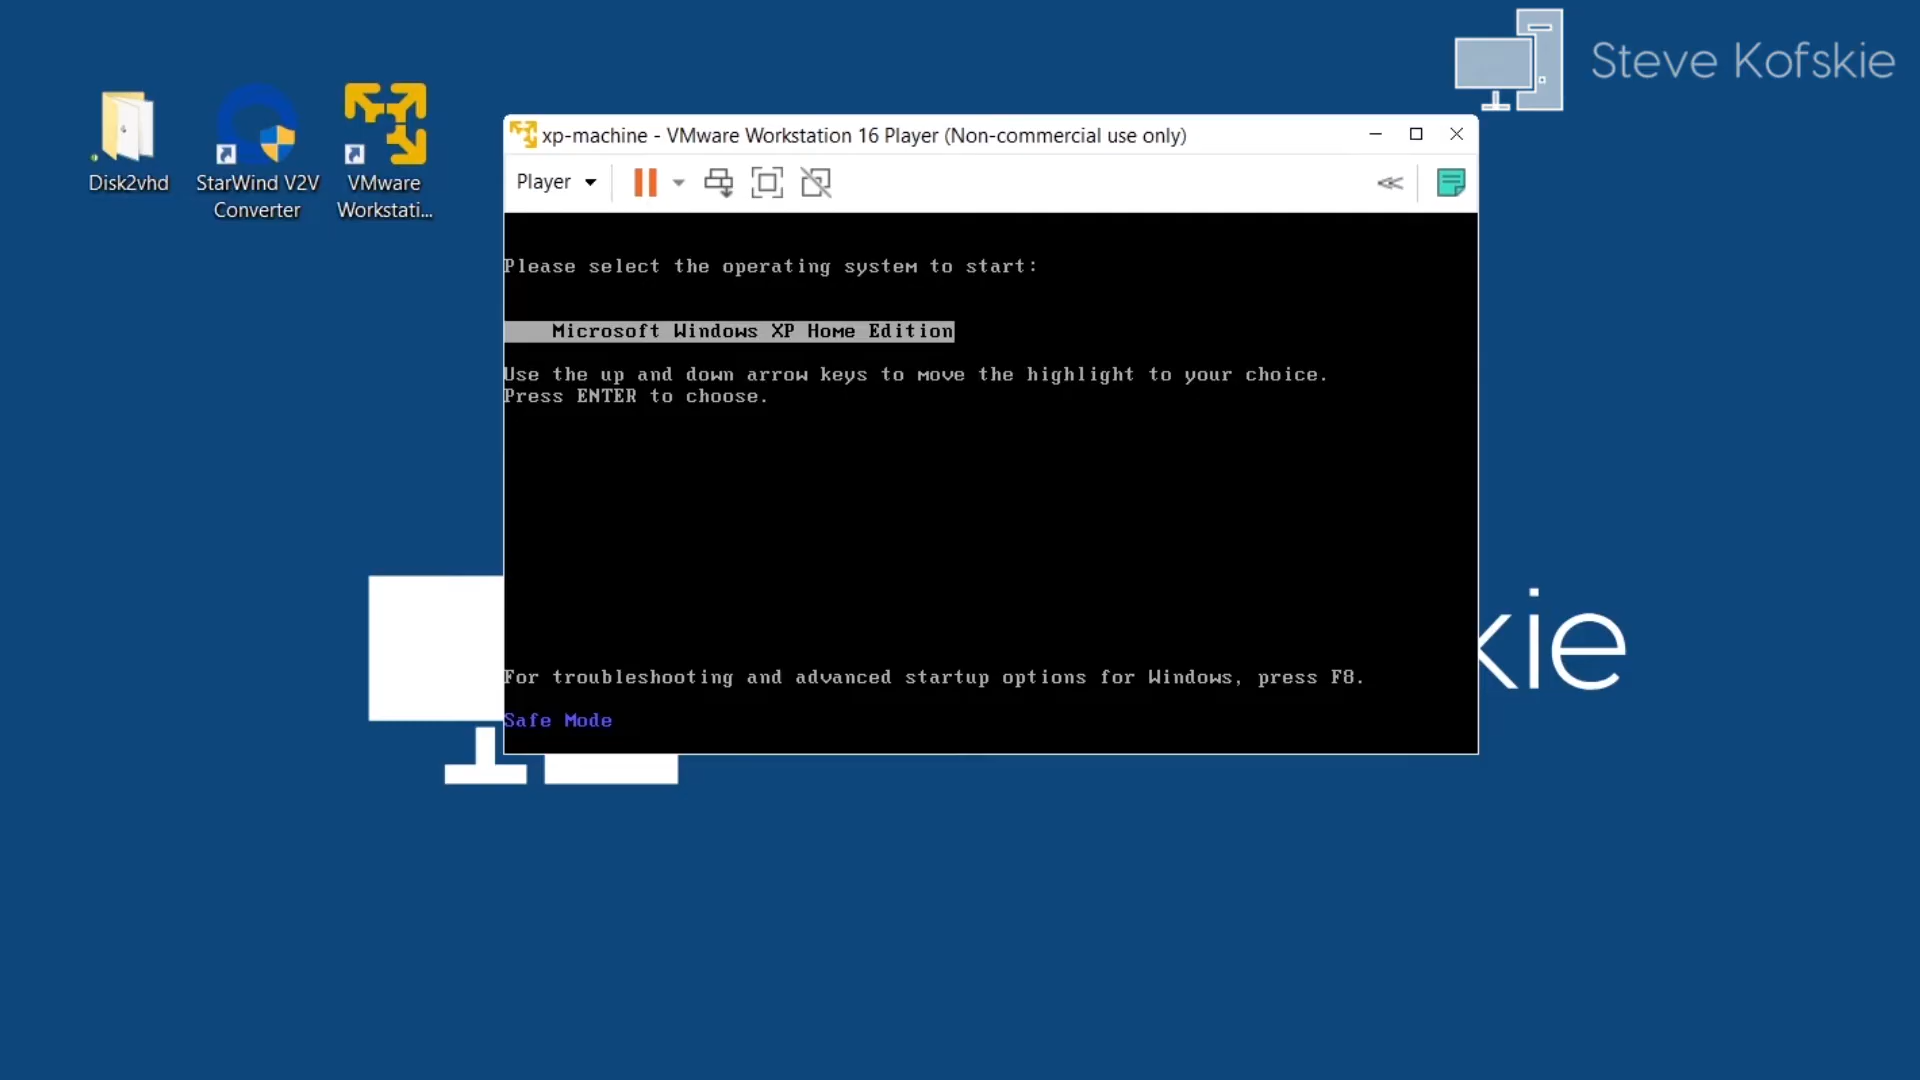 Steve Kofskie
Disk2vhd
StarWind V2V
Converter
VMware
Workstati...
xp-machine - VMware Workstation 16 Player (Non-commercial use only)
Player
Please select the operating system to start:
Microsoft Windows XP Home Edition
Use the up and down arrow keys to move the highlight to your choice.
Press ENTER to choose.
For troubleshooting and advanced startup options for Windows, press F8.
Safe Mode
kie